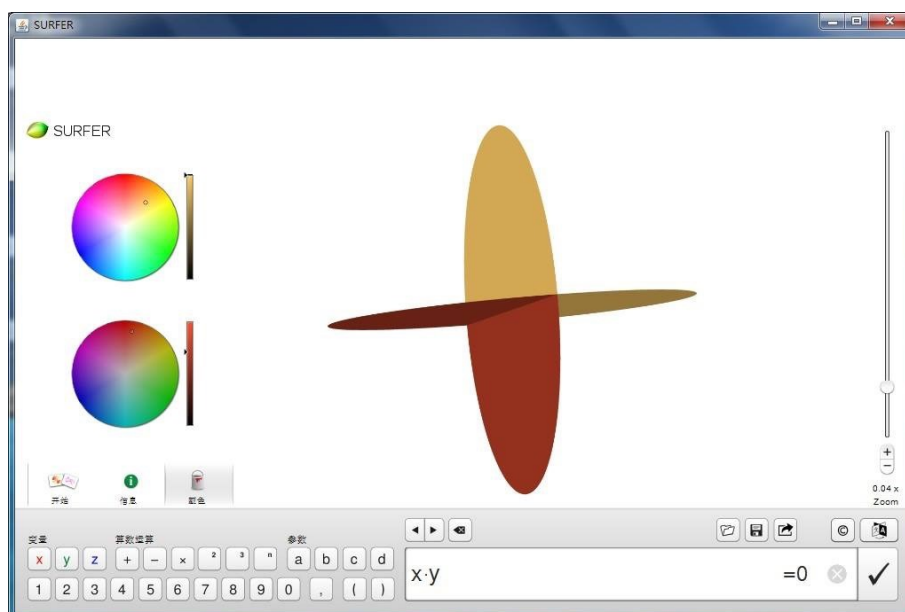 SURFER
SURFER
开始
信息
颜色
0.04 x
Zoom
变量
算数运算
参数
x y z + − × ² ³ ⁿ a b c d
1 2 3 4 5 6 7 8 9 0 , ( )
x·y =0